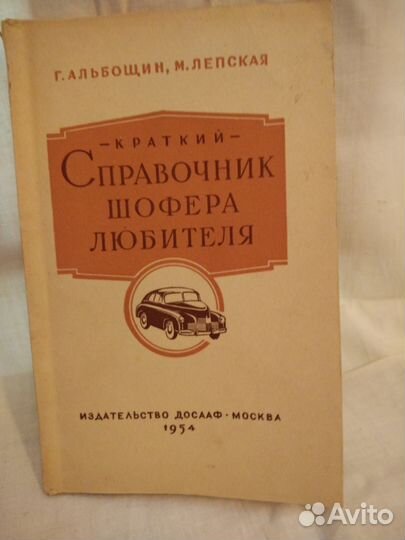 Г. АЛЬБОЩИН, М. ЛЕПСКАЯ
— КРАТКИЙ —
СПРАВОЧНИК
ШОФЕРА
ЛЮБИТЕЛЯ
ИЗДАТЕЛЬСТВО ДОСААФ · МОСКВА
1954
Avito